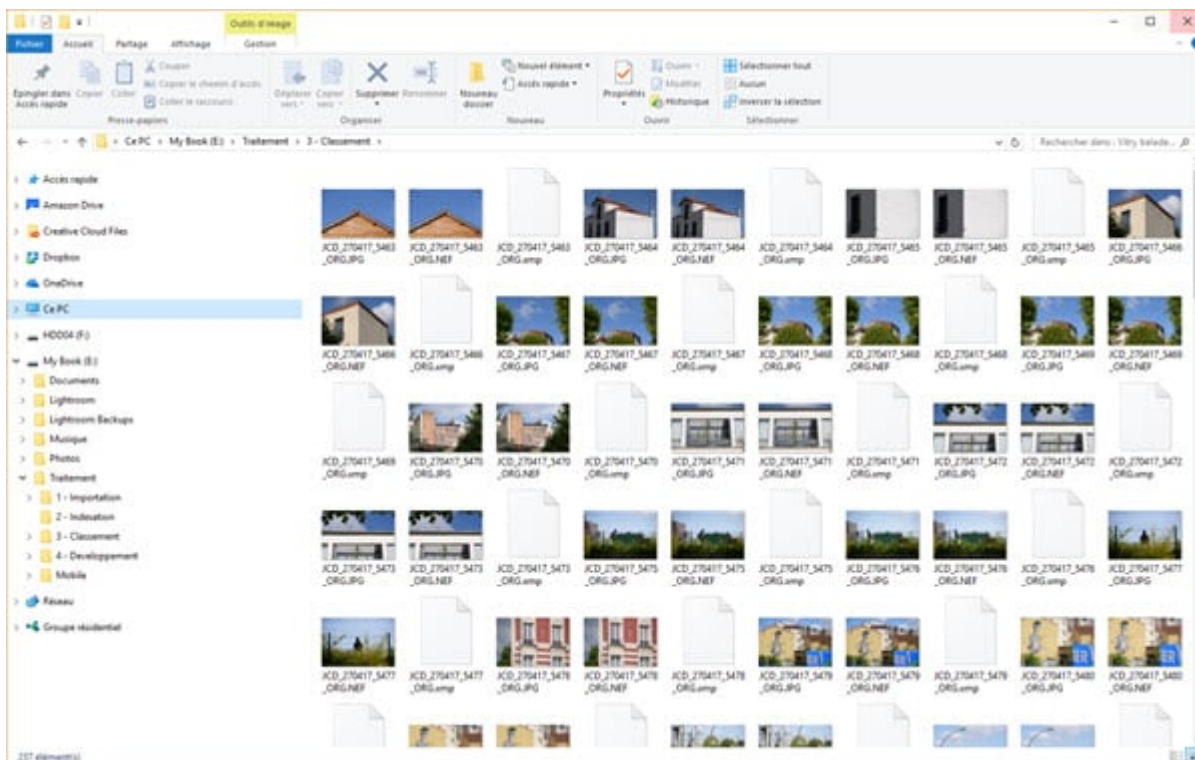 Outils d'image
Fichier Accueil Partage Affichage Gestion
Épingler dans Accès rapide
Copier
Coller
Couper
Copier le chemin d'accès
Coller le raccourci
Déplacer vers
Copier vers
Supprimer
Renommer
Nouveau dossier
Nouvel élément
Accès rapide
Propriétés
Ouvrir
Modifier
Historique
Sélectionner tout
Aucun
Inverser la sélection
Presse-papiers Organiser Nouveau Ouvrir Sélectionner
Ce PC > My Book (E:) > Traitement > 3 - Classement >
Rechercher dans : Vitry balade...
Accès rapide
Amazon Drive
Creative Cloud Files
Dropbox
OneDrive
Ce PC
HDD04 (F:)
My Book (E:)
Documents
Lightroom
Lightroom Backups
Musique
Photos
Traitement
1 - Importation
2 - Indexation
3 - Classement
4 - Developpement
Mobile
Réseau
Groupe résidentiel
JCD_270417_5463_ORG.JPG
JCD_270417_5463_ORG.NEF
JCD_270417_5463_ORG.xmp
JCD_270417_5464_ORG.JPG
JCD_270417_5464_ORG.NEF
JCD_270417_5464_ORG.xmp
JCD_270417_5465_ORG.JPG
JCD_270417_5465_ORG.NEF
JCD_270417_5465_ORG.xmp
JCD_270417_5466_ORG.JPG
JCD_270417_5466_ORG.NEF
JCD_270417_5466_ORG.xmp
JCD_270417_5467_ORG.JPG
JCD_270417_5467_ORG.NEF
JCD_270417_5467_ORG.xmp
JCD_270417_5468_ORG.JPG
JCD_270417_5468_ORG.NEF
JCD_270417_5468_ORG.xmp
JCD_270417_5469_ORG.JPG
JCD_270417_5469_ORG.NEF
JCD_270417_5469_ORG.xmp
JCD_270417_5470_ORG.JPG
JCD_270417_5470_ORG.NEF
JCD_270417_5470_ORG.xmp
JCD_270417_5471_ORG.JPG
JCD_270417_5471_ORG.NEF
JCD_270417_5471_ORG.xmp
JCD_270417_5472_ORG.JPG
JCD_270417_5472_ORG.NEF
JCD_270417_5472_ORG.xmp
JCD_270417_5473_ORG.JPG
JCD_270417_5473_ORG.NEF
JCD_270417_5473_ORG.xmp
JCD_270417_5475_ORG.JPG
JCD_270417_5475_ORG.NEF
JCD_270417_5475_ORG.xmp
JCD_270417_5476_ORG.JPG
JCD_270417_5476_ORG.NEF
JCD_270417_5476_ORG.xmp
JCD_270417_5477_ORG.JPG
JCD_270417_5477_ORG.NEF
JCD_270417_5477_ORG.xmp
JCD_270417_5478_ORG.JPG
JCD_270417_5478_ORG.NEF
JCD_270417_5478_ORG.xmp
JCD_270417_5479_ORG.JPG
JCD_270417_5479_ORG.NEF
JCD_270417_5479_ORG.xmp
JCD_270417_5480_ORG.JPG
JCD_270417_5480_ORG.NEF
237 élément(s)